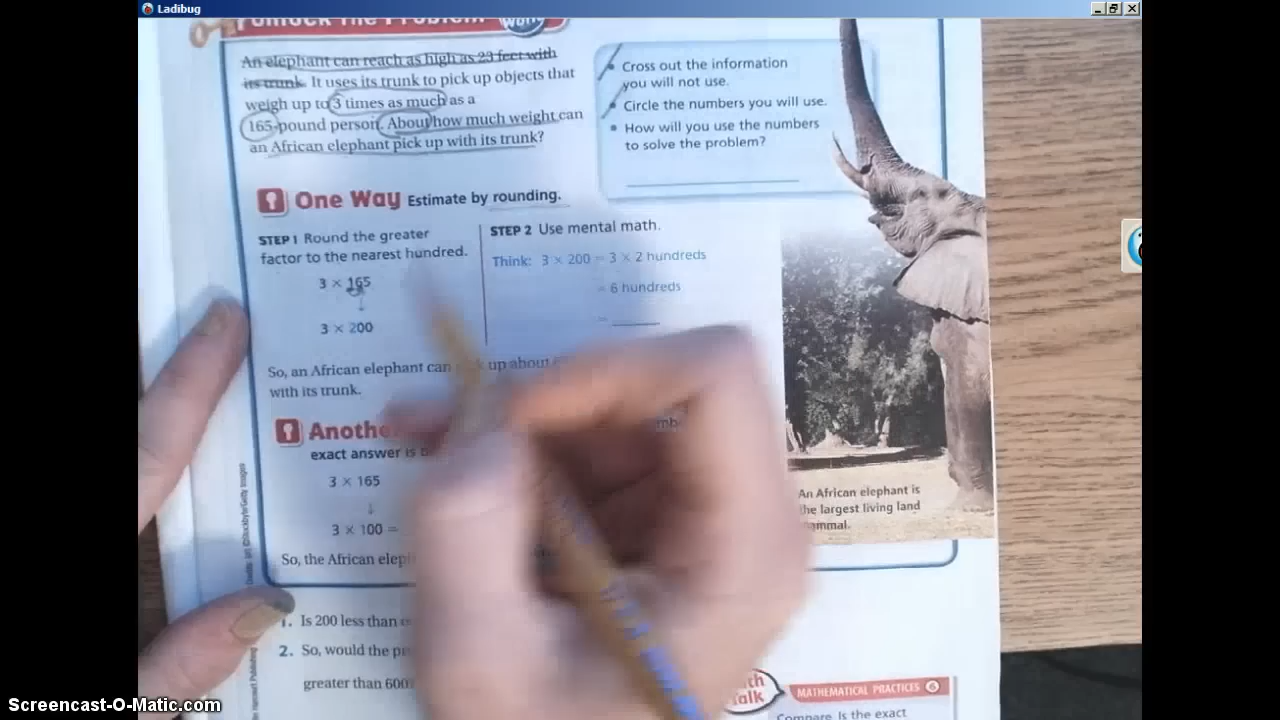 Ladibug
Unlock the Problem
An elephant can reach as high as 23 feet with
its trunk. It uses its trunk to pick up objects that
weigh up to 3 times as much as a
165-pound person. About how much weight can
an African elephant pick up with its trunk?
• Cross out the information
you will not use.
• Circle the numbers you will use.
• How will you use the numbers
to solve the problem?
One Way Estimate by rounding.
STEP 1 Round the greater
factor to the nearest hundred.
3 × 165
↓
3 × 200
STEP 2 Use mental math.
Think: 3 × 200 = 3 × 2 hundreds
= 6 hundreds
=
So, an African elephant can up about
with its trunk.
exact answer is
3 × 165
↓
3 × 100 =
So, the African
An African elephant is
the largest living land
mammal.
1. Is 200 less than
2. So, would the
greater than 600?
MATHEMATICAL PRACTICES 6
Compare Is the exact
Screencast-O-Matic.com